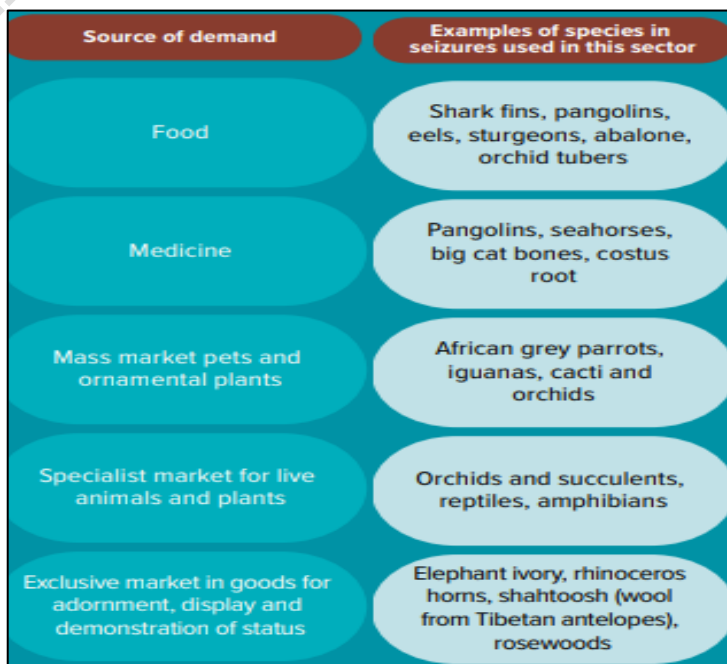 Source of demand
Examples of species in
seizures used in this sector
Food
Shark fins, pangolins,
eels, sturgeons, abalone,
orchid tubers
Medicine
Pangolins, seahorses,
big cat bones, costus
root
Mass market pets and
ornamental plants
African grey parrots,
iguanas, cacti and
orchids
Specialist market for live
animals and plants
Orchids and succulents,
reptiles, amphibians
Exclusive market in goods for
adornment, display and
demonstration of status
Elephant ivory, rhinoceros
horns, shahtoosh (wool
from Tibetan antelopes),
rosewoods